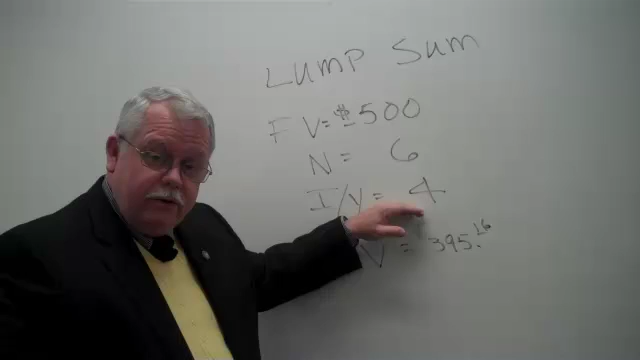 LUMP SUM
FV = $500
N = 6
I/Y = 4
V = 395.16